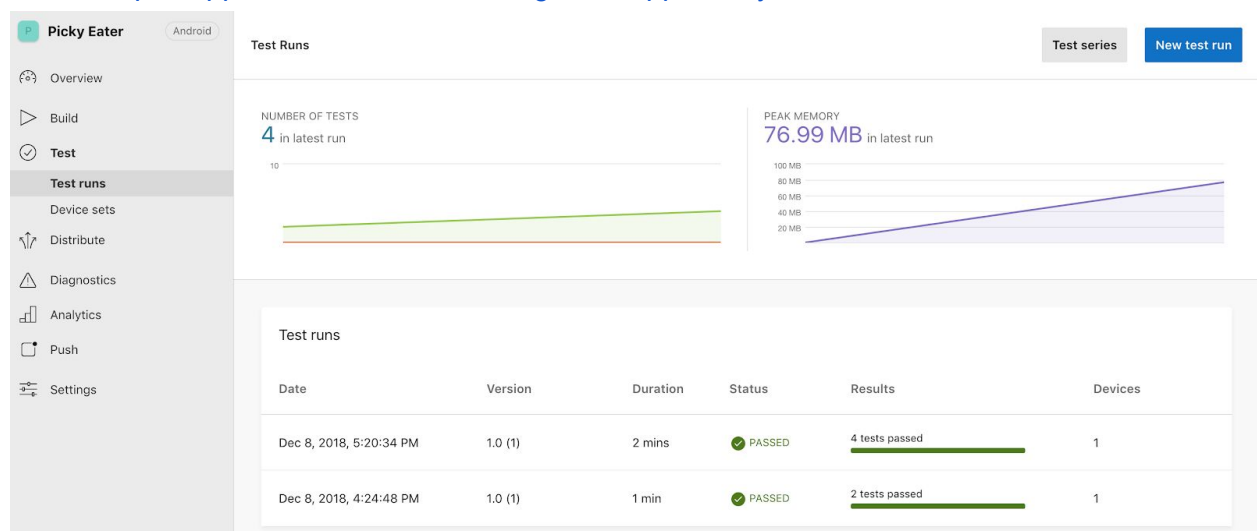 P Picky Eater Android
Overview
Build
Test
Test runs
Device sets
Distribute
Diagnostics
Analytics
Push
Settings
Test Runs
Test series
New test run
NUMBER OF TESTS
4 in latest run
10
PEAK MEMORY
76.99 MB in latest run
100 MB
80 MB
60 MB
40 MB
20 MB
Test runs
Date Version Duration Status Results Devices
Dec 8, 2018, 5:20:34 PM 1.0 (1) 2 mins PASSED 4 tests passed 1
Dec 8, 2018, 4:24:48 PM 1.0 (1) 1 min PASSED 2 tests passed 1